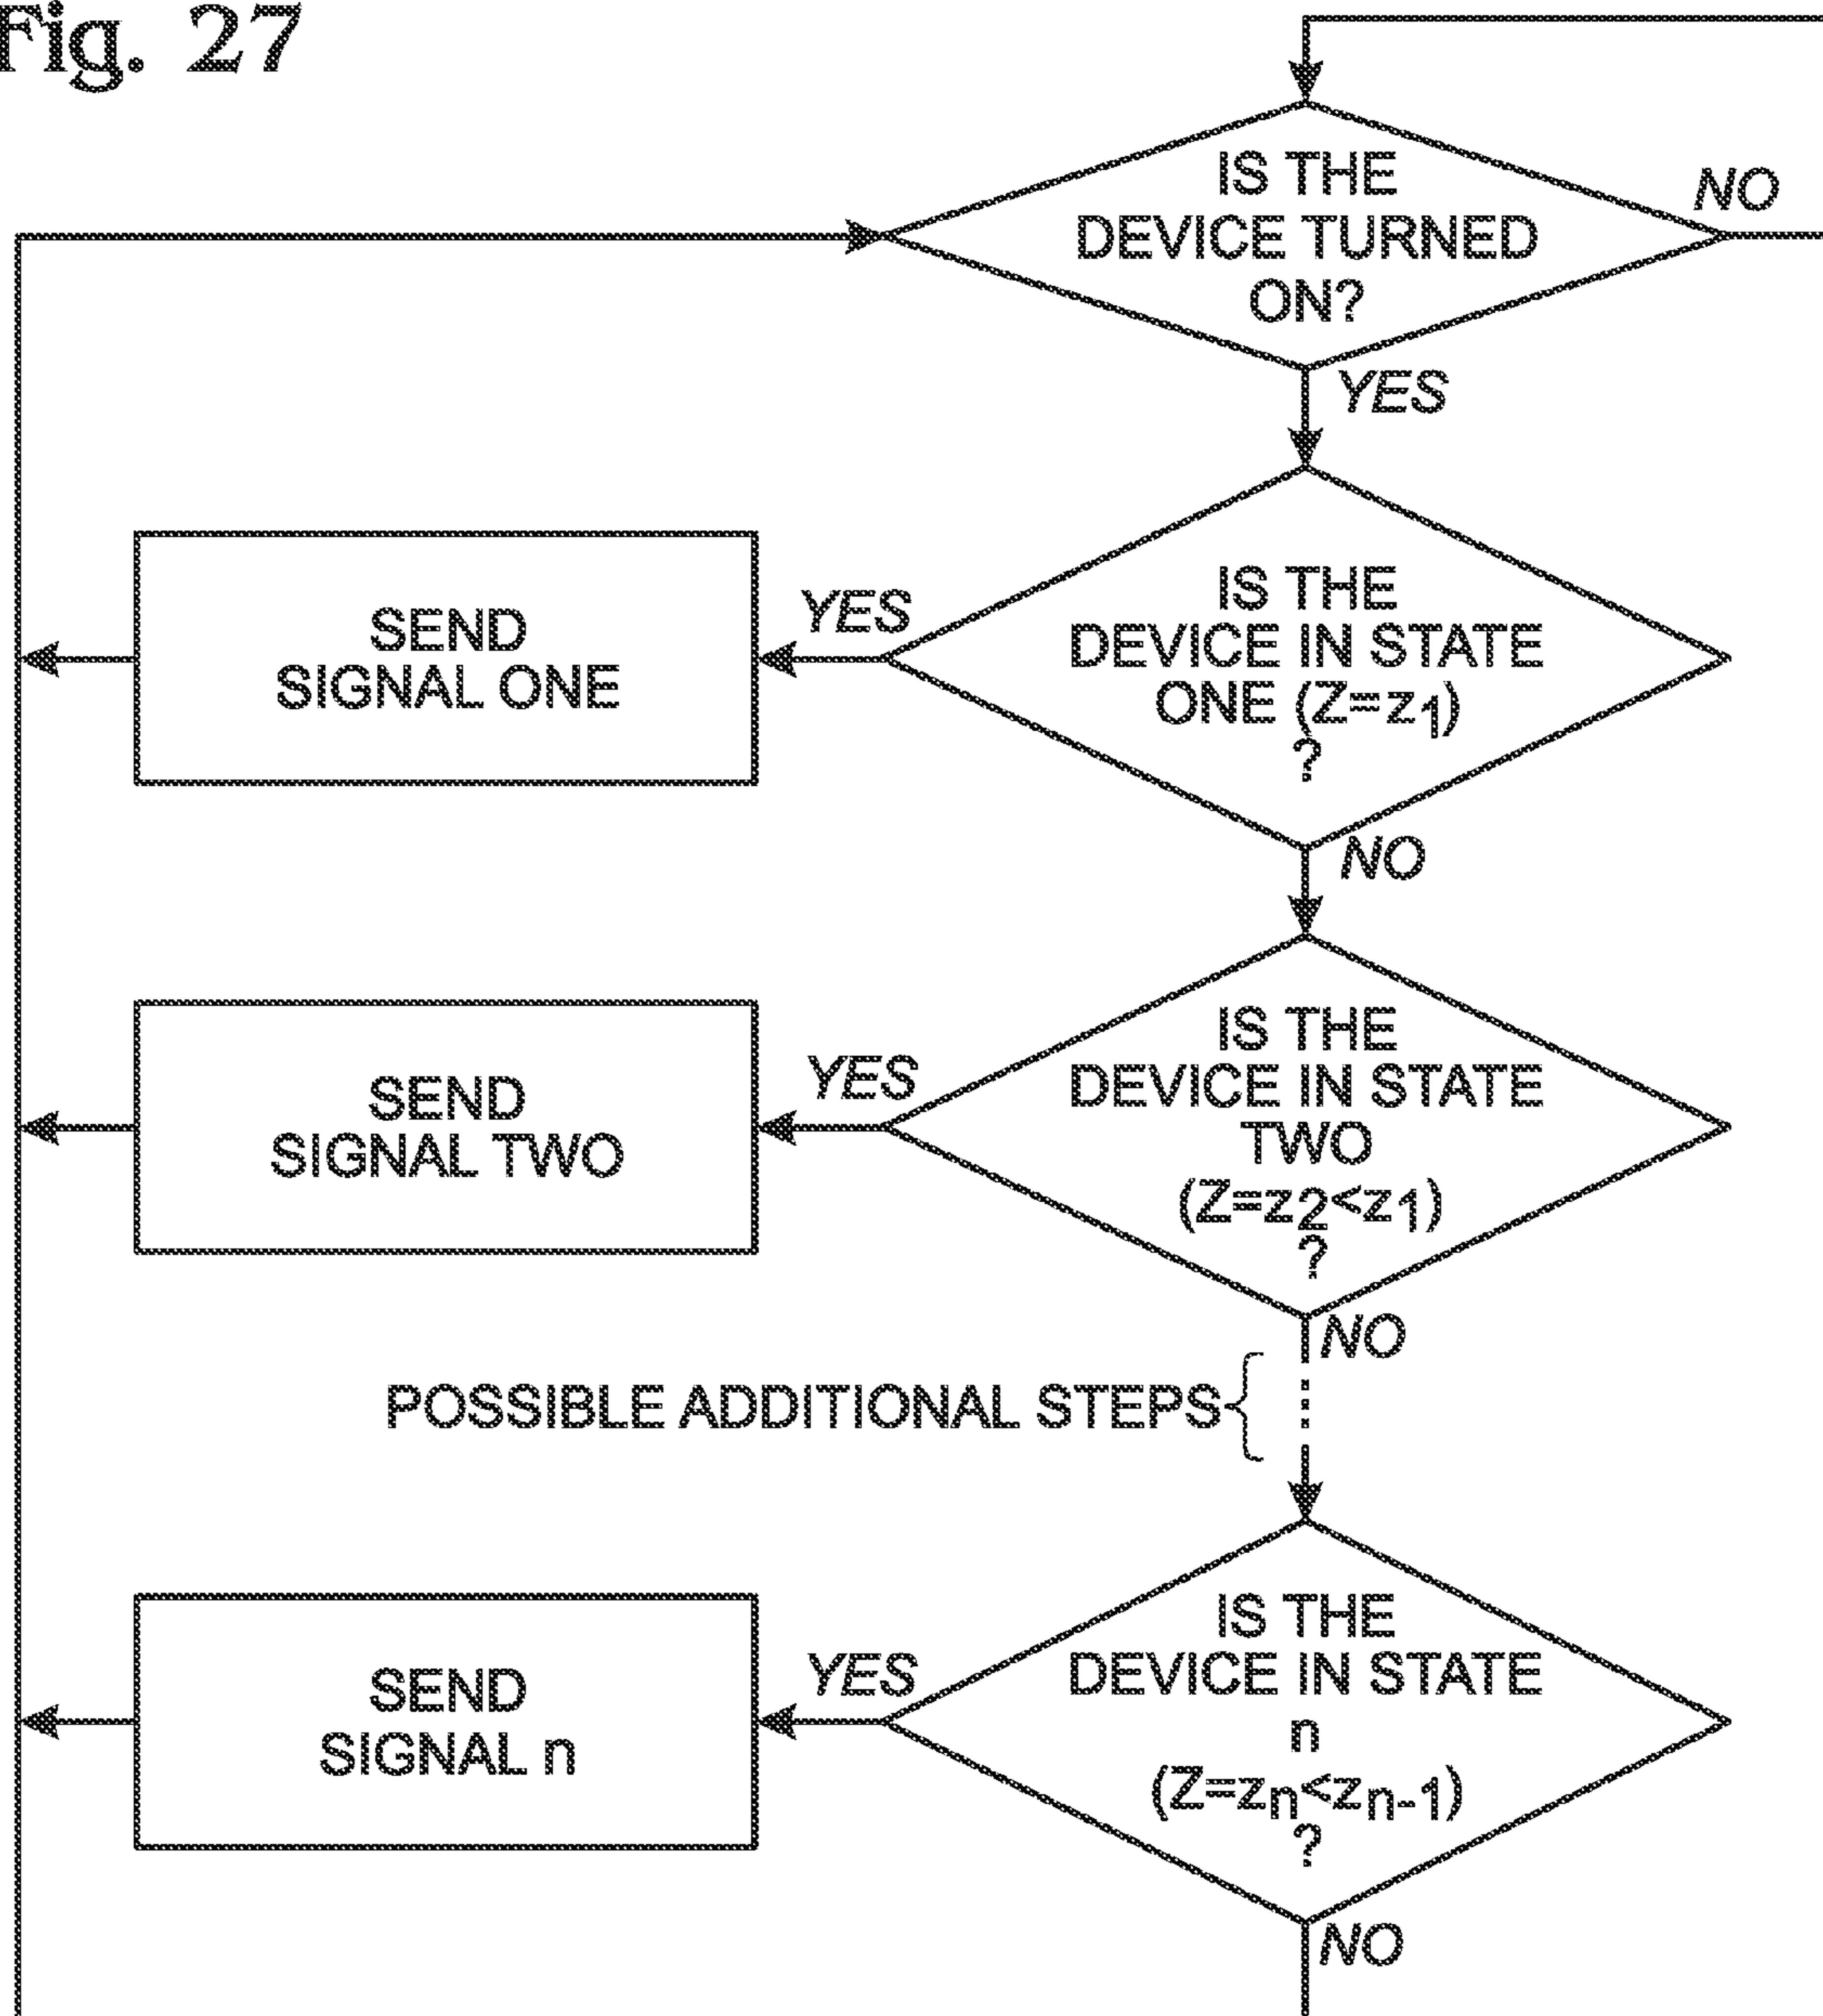 Fig. 27
IS THE
DEVICE TURNED
ON?
NO
YES
SEND
SIGNAL ONE
YES
IS THE
DEVICE IN STATE
ONE (Z=z1)
?
NO
SEND
SIGNAL TWO
YES
IS THE
DEVICE IN STATE
TWO
(Z=z2<z1)
?
NO
POSSIBLE ADDITIONAL STEPS
SEND
SIGNAL n
YES
IS THE
DEVICE IN STATE
n
(Z=zn<zn-1)
?
NO